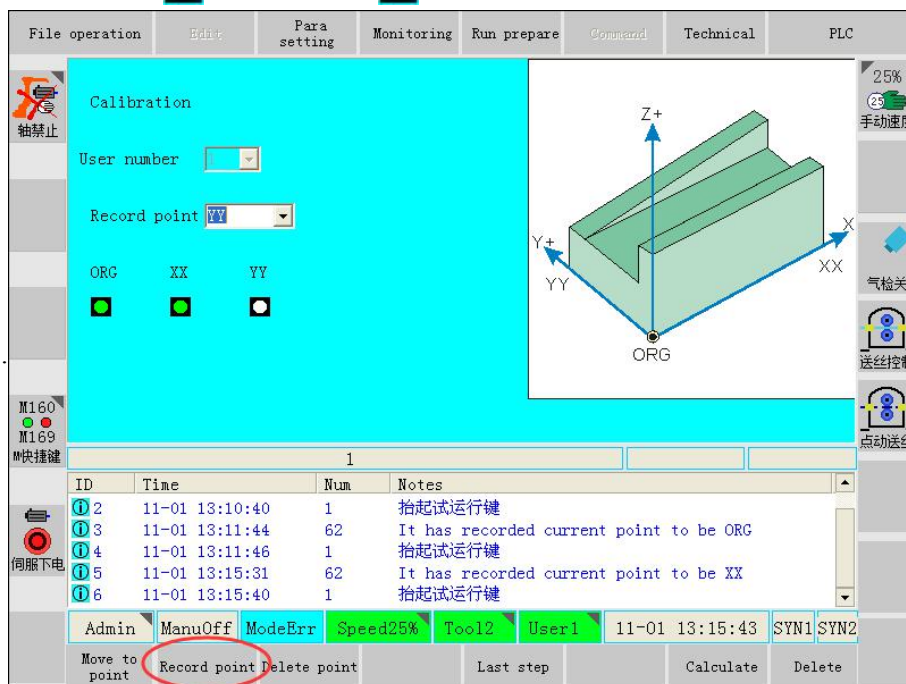 File operation Edit Para setting Monitoring Run prepare Command Technical PLC
轴禁止
Calibration
User number 1
Record point YY
ORG XX YY
Z+
Y+
YY
X
XX
ORG
25%
25
手动速度
气检关
送丝控制
点动送丝
M160
M169
M快捷键
伺服下电
1
ID Time Num Notes
2 11-01 13:10:40 1 抬起试运行键
3 11-01 13:11:44 62 It has recorded current point to be ORG
4 11-01 13:11:46 1 抬起试运行键
5 11-01 13:15:31 62 It has recorded current point to be XX
6 11-01 13:15:40 1 抬起试运行键
Admin ManuOff ModeErr Speed25% Tool2 User1 11-01 13:15:43 SYN1 SYN2
Move to point Record point Delete point Last step Calculate Delete